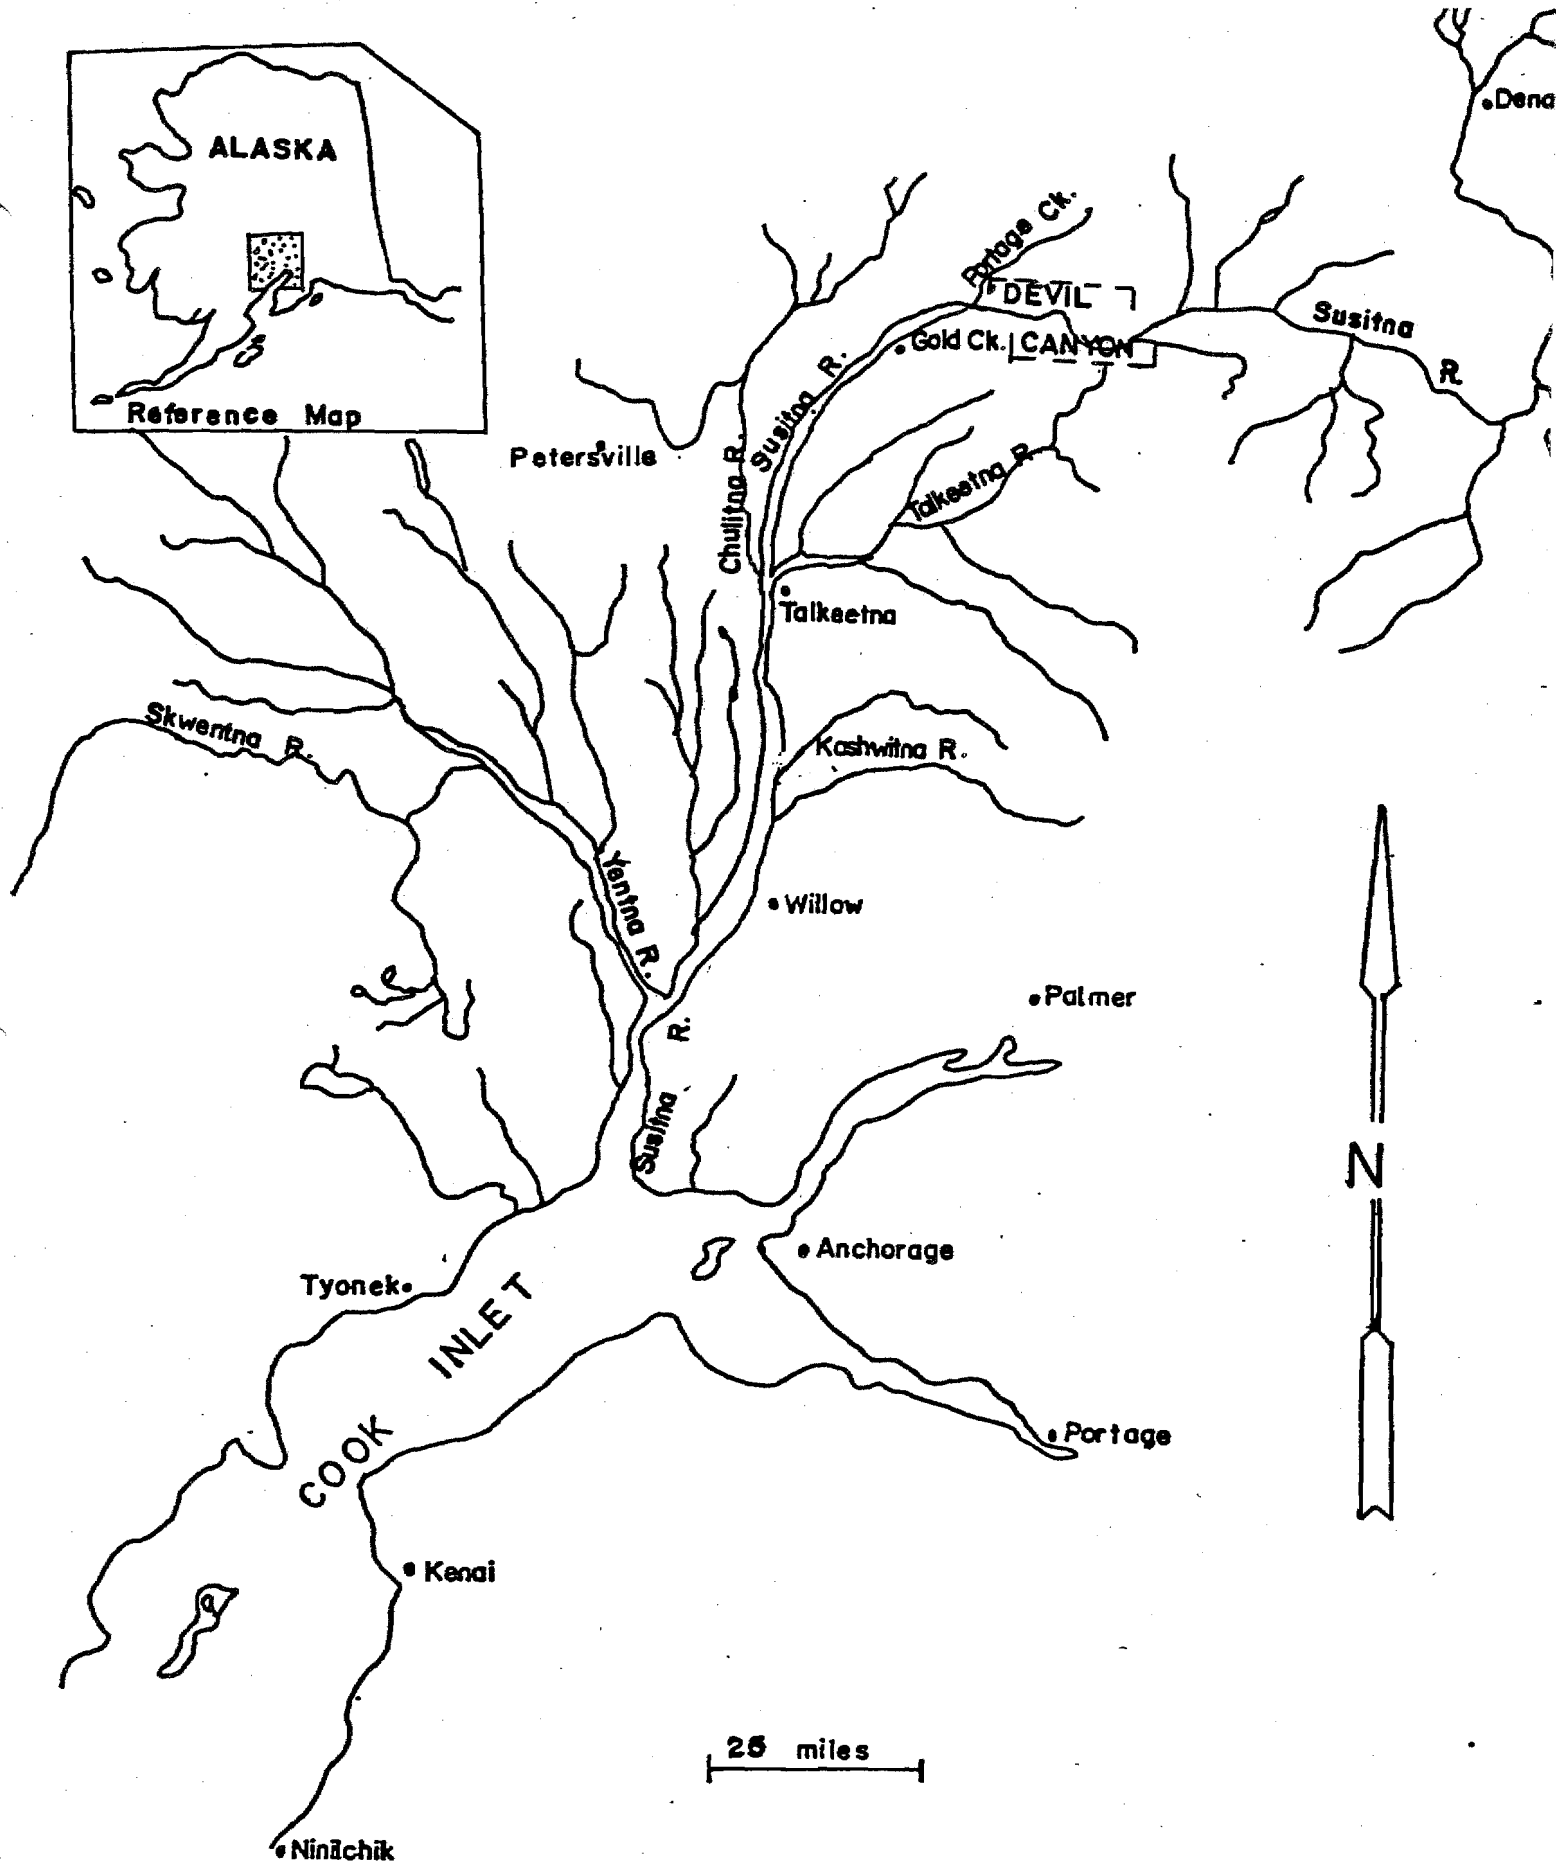 ALASKA
Reference Map
Dena
Portage Ck.
DEVIL
CANYON
Gold Ck.
Susitna R.
Susitna R.
Petersville
Chulitna R.
Talkeetna R.
Talkeetna
Skwentna R.
Kashwitna R.
Yentna R.
Willow
Palmer
Susitna R.
N
Anchorage
Tyonek
COOK INLET
Portage
Kenai
25 miles
Ninilchik